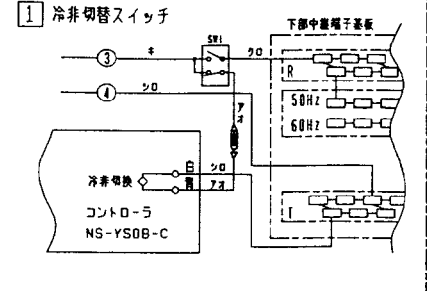 1 冷非切替スイッチ
下部中継端子基板
SW1
③ キ クロ
R
④ シロ
50Hz
アオ
60Hz
白 シロ
冷非切換
青 アオ
コントローラ
NS-YSOB-C
T